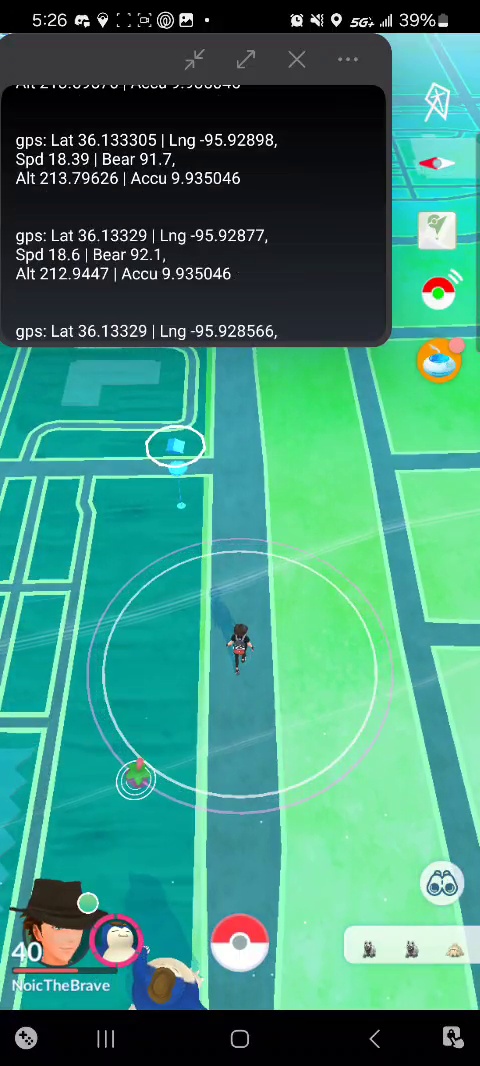 5:26
5G+ 39%
gps: Lat 36.133305 | Lng -95.92898,
Spd 18.39 | Bear 91.7,
Alt 213.79626 | Accu 9.935046
gps: Lat 36.13329 | Lng -95.92877,
Spd 18.6 | Bear 92.1,
Alt 212.9447 | Accu 9.935046
gps: Lat 36.13329 | Lng -95.928566,
40
NoicTheBrave